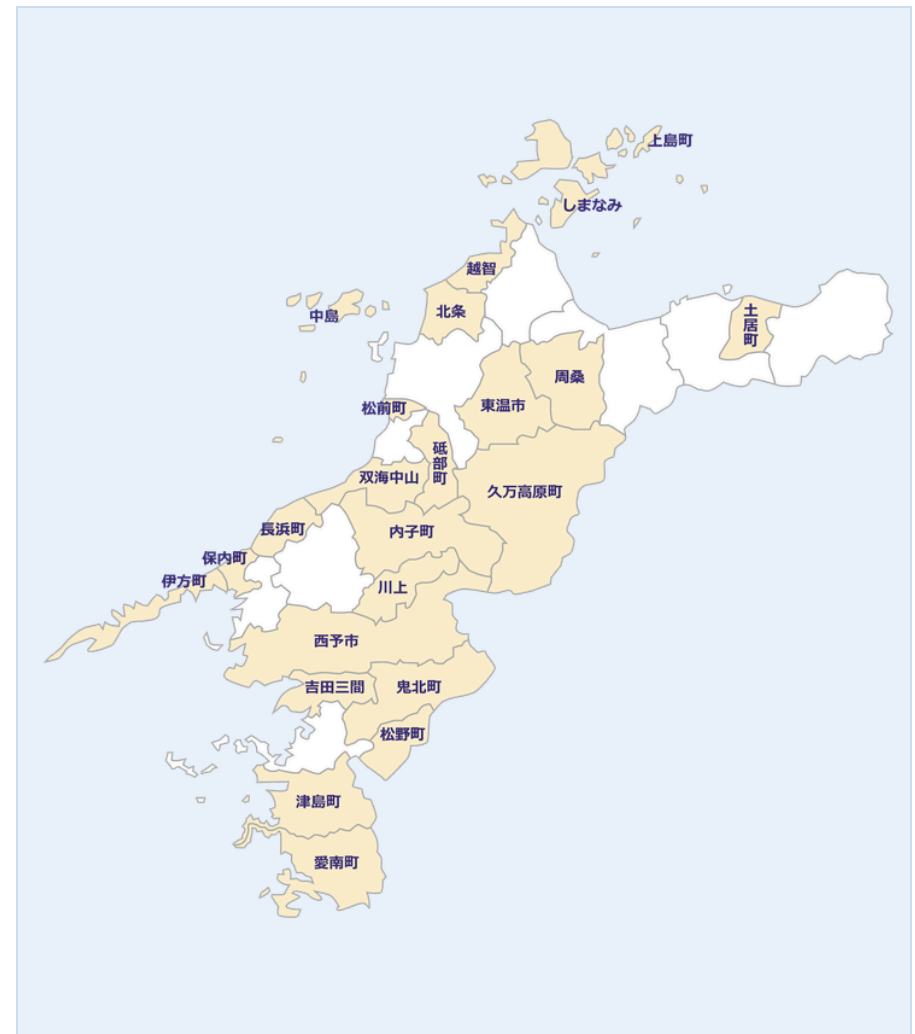 上島町
しまなみ
越智
北条
中島
土居町
周桑
東温市
松前町
砥部町
双海中山
久万高原町
長浜町
内子町
保内町
伊方町
川上
西予市
吉田三間
鬼北町
松野町
津島町
愛南町